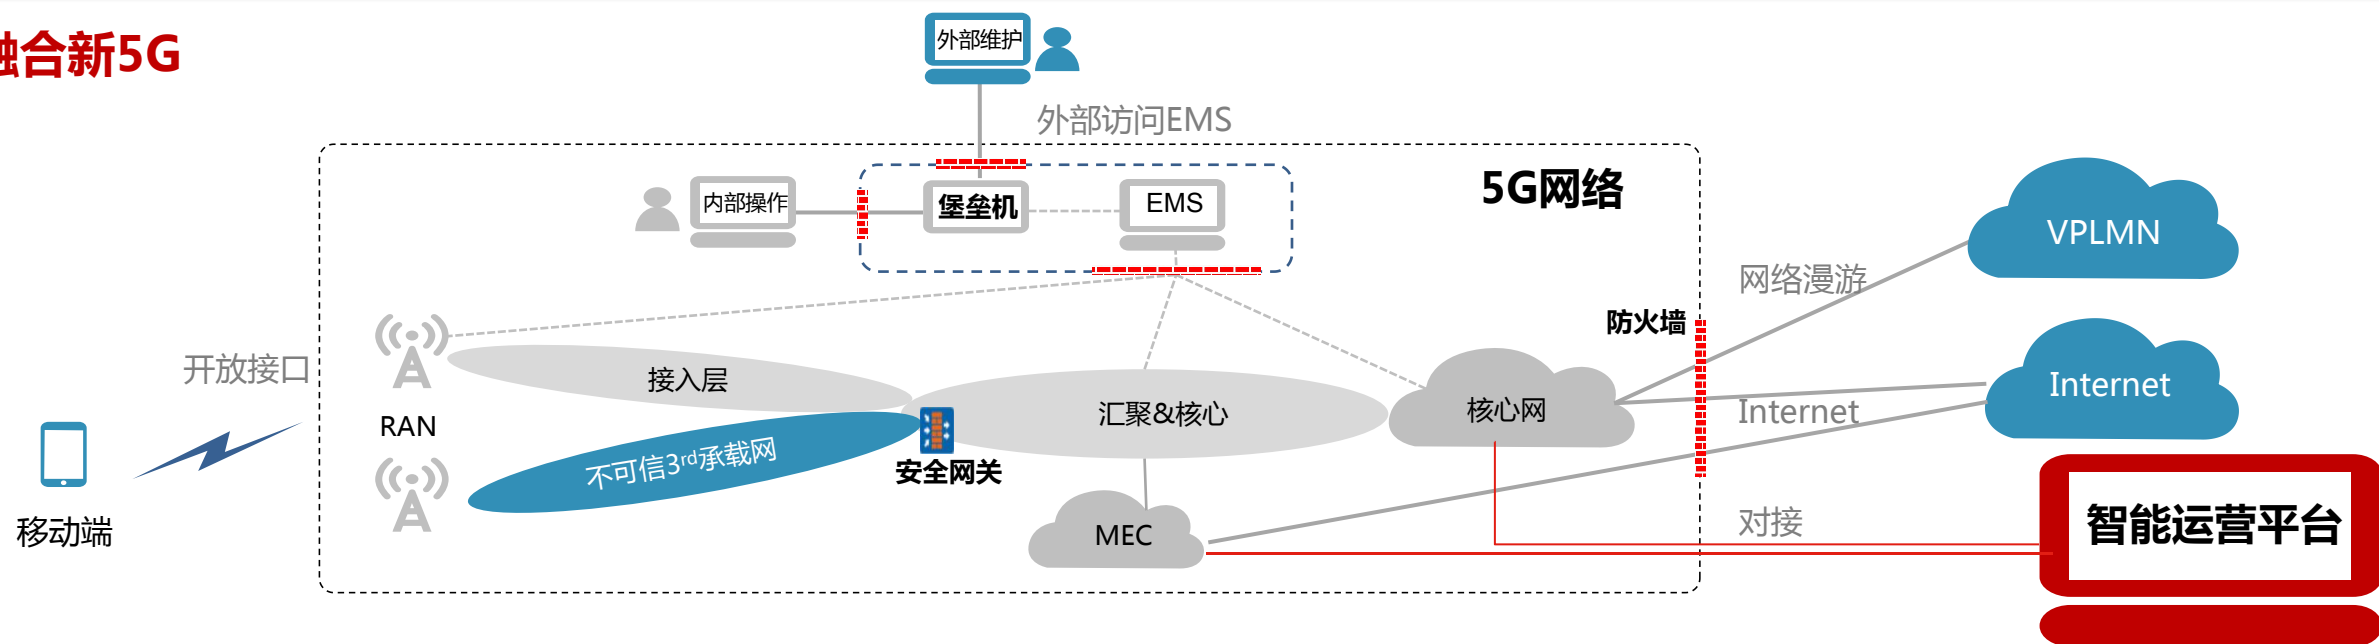 融合新5G
外部维护
外部访问EMS
5G网络
内部操作
堡垒机
EMS
VPLMN
网络漫游
防火墙
开放接口
接入层
Internet
RAN
汇聚&核心
核心网
Internet
不可信3rd承载网
安全网关
移动端
MEC
对接
智能运营平台